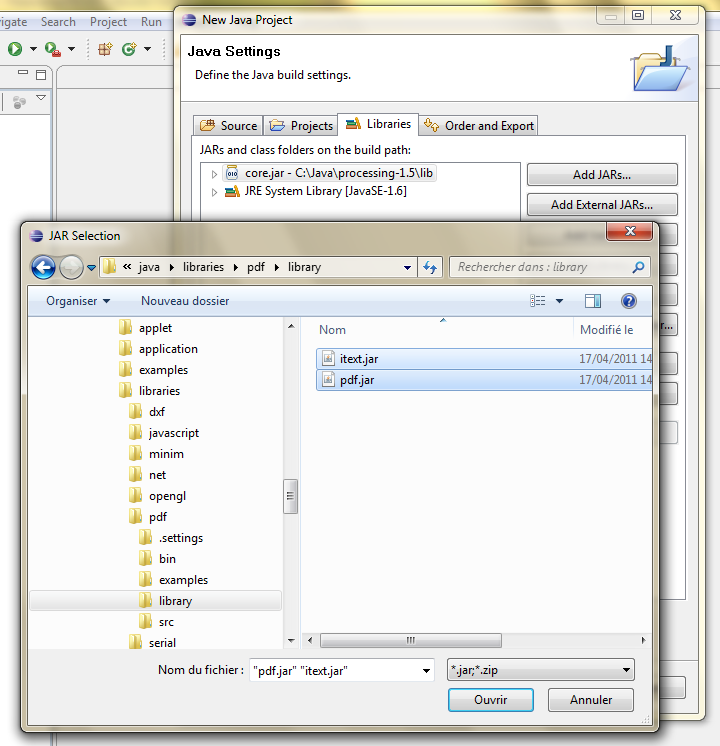 vigate Search Project Run
New Java Project
Java Settings
Define the Java build settings.
Source Projects Libraries Order and Export
JARs and class folders on the build path:
core.jar - C:\Java\processing-1.5\lib
JRE System Library [JavaSE-1.6]
Add JARs...
Add External JARs...
JAR Selection
« java libraries pdf library
Rechercher dans : library
Organiser Nouveau dossier
applet
application
examples
libraries
dxf
javascript
minim
net
opengl
pdf
.settings
bin
examples
library
src
serial
Nom Modifié le
itext.jar 17/04/2011 14
pdf.jar 17/04/2011 14
r...
Nom du fichier : "pdf.jar" "itext.jar" *.jar;*.zip
Ouvrir Annuler